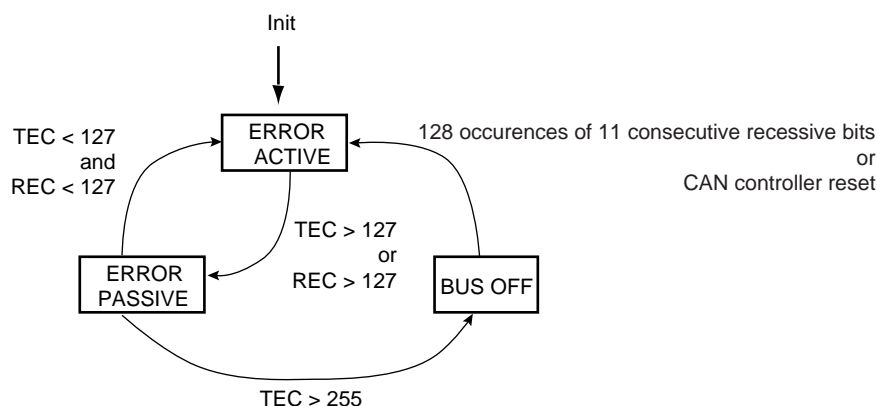 Init
TEC < 127
and
REC < 127
ERROR
ACTIVE
128 occurences of 11 consecutive recessive bits
or
CAN controller reset
TEC > 127
or
REC > 127
ERROR
PASSIVE
BUS OFF
TEC > 255